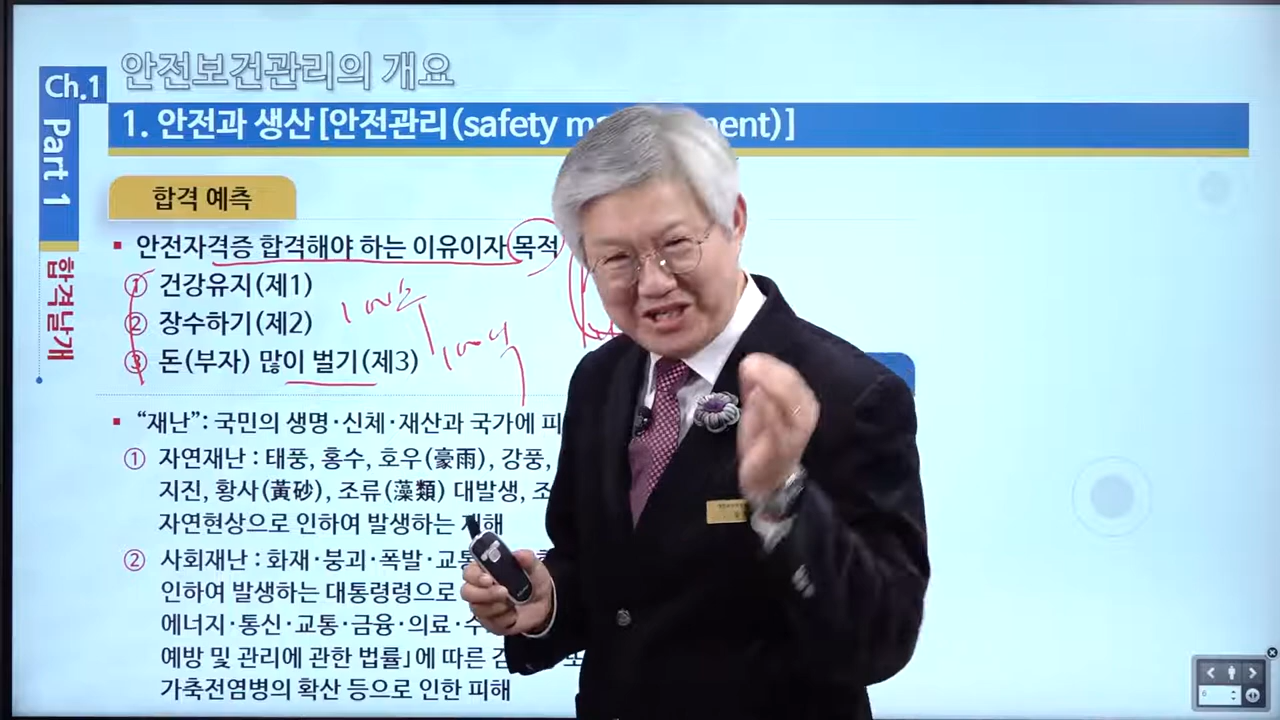 안전보건관리의 개요
Ch.1
Part 1
합격날개
1. 안전과 생산[안전관리(safety ma ent)]
합격 예측
안전자격증 합격해야 하는 이유이자 목적
① 건강유지(제1)
② 장수하기(제2)
③ 돈(부자) 많이 벌기(제3)
“재난”: 국민의 생명·신체·재산과 국가에 피
① 자연재난 : 태풍, 홍수, 호우(豪雨), 강풍,
지진, 황사(黃砂), 조류(藻類) 대발생, 조
자연현상으로 인하여 발생하는 재해
② 사회재난 : 화재·붕괴·폭발·교통
인하여 발생하는 대통령령으로
에너지·통신·교통·금융·의료·수
예방 및 관리에 관한 법률」에 따른 감
가축전염병의 확산 등으로 인한 피해
6